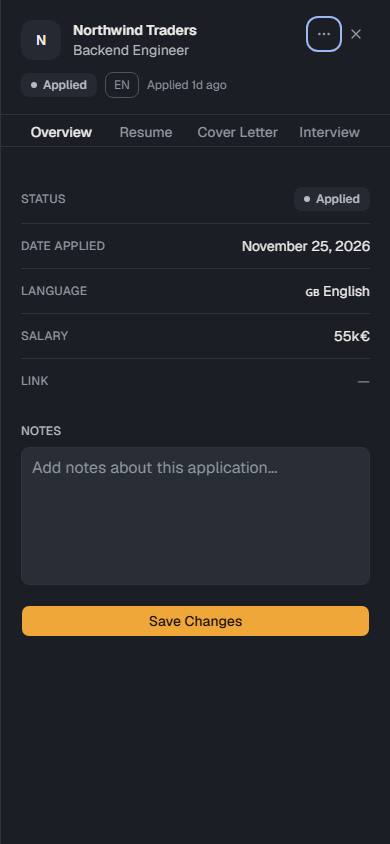 N
Northwind Traders
Backend Engineer
...
Applied
EN
Applied 1d ago
Overview
Resume
Cover Letter
Interview
STATUS
Applied
DATE APPLIED
November 25, 2026
LANGUAGE
GB English
SALARY
55k€
LINK
—
NOTES
Add notes about this application...
Save Changes